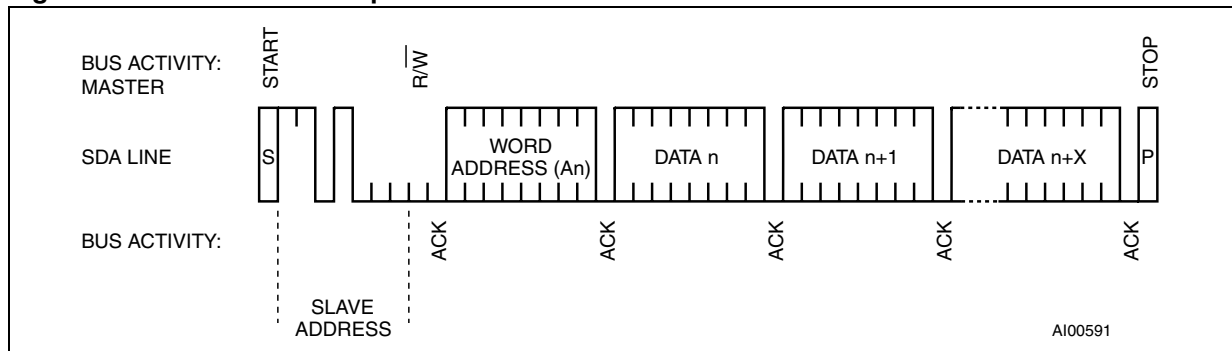 BUS ACTIVITY:
MASTER
START
R/W
STOP
SDA LINE
S
WORD
ADDRESS (An)
DATA n
DATA n+1
DATA n+X
P
BUS ACTIVITY:
ACK
ACK
ACK
ACK
ACK
SLAVE
ADDRESS
AI00591